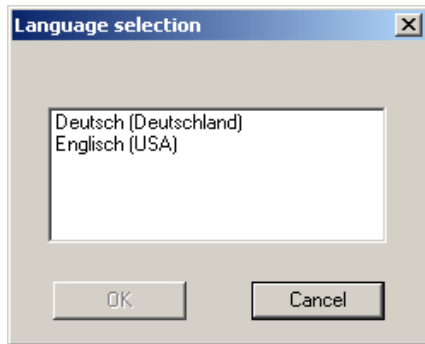 Language selection
Deutsch (Deutschland)
Englisch (USA)
OK
Cancel